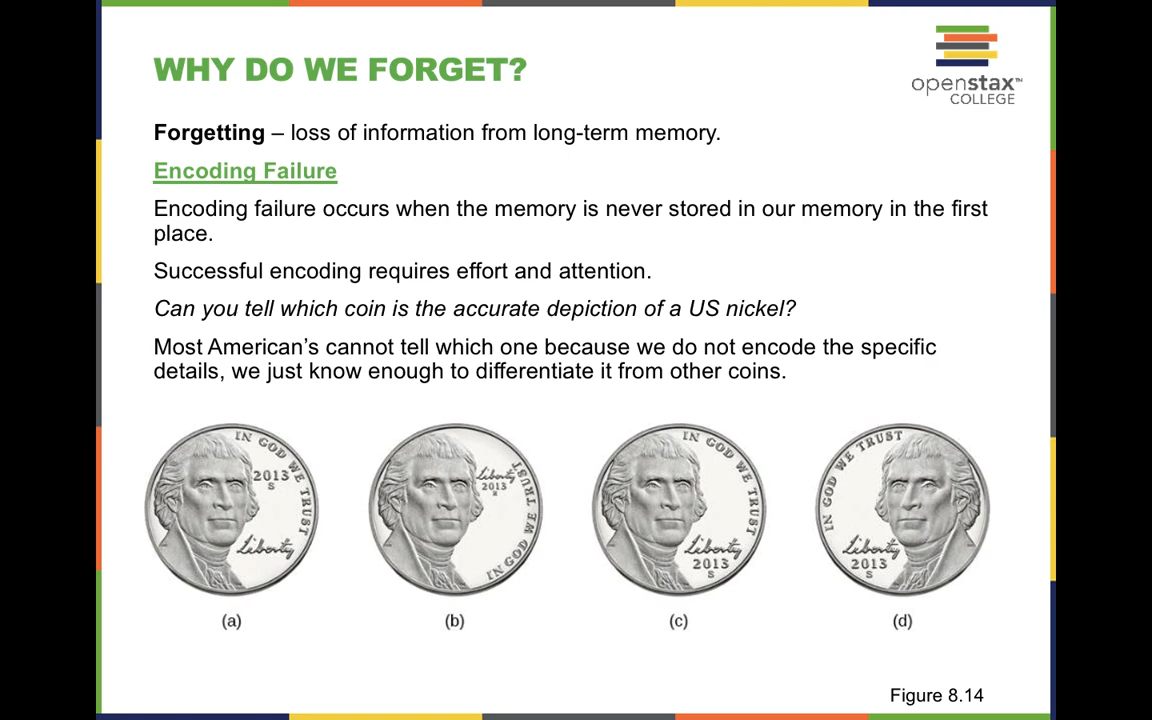 WHY DO WE FORGET?
openstax™
COLLEGE
Forgetting – loss of information from long-term memory.
Encoding Failure
Encoding failure occurs when the memory is never stored in our memory in the first
place.
Successful encoding requires effort and attention.
Can you tell which coin is the accurate depiction of a US nickel?
Most American's cannot tell which one because we do not encode the specific
details, we just know enough to differentiate it from other coins.
IN GOD WE TRUST
2013
S
Liberty
(a)
Liberty
2013
IN GOD WE TRUST
(b)
IN GOD WE TRUST
Liberty
2013
S
(c)
IN GOD WE TRUST
Liberty
2013
S
(d)
Figure 8.14